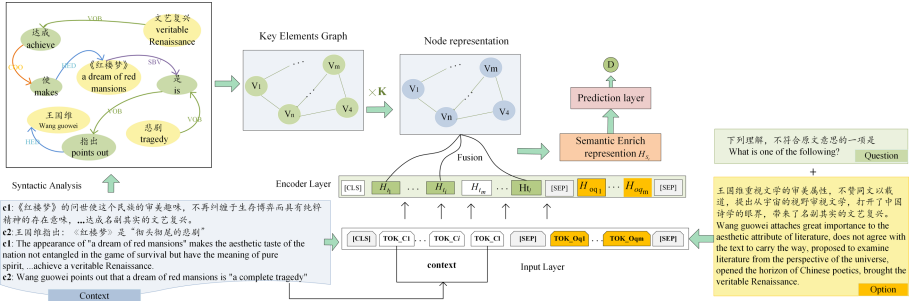 文艺复兴
veritable
Renaissance
VOB
达成
achieve
COO
HED
SBV
使
makes
《红楼梦》
a dream of red
mansions
是
is
VOB
VOB
王国维
Wang guowei
HED
指出
points out
悲剧
tragedy
Syntactic Analysis
Key Elements Graph
V1
Vm
Vn
V4
×K
Node representation
V1
Vm
Vn
V4
D
Prediction layer
Semantic Enrich
represention
Fusion
Encoder Layer
[CLS]
...
...
[SEP]
Hoq1
...
Hoqm
[SEP]
[CLS]
TOK_C1
...
TOK_Ci
...
TOK_Cl
[SEP]
TOK_Oq1
...
TOK_Oqm
[SEP]
context
Input Layer
c1:《红楼梦》的问世使这个民族的审美趣味,不再纠缠于生存博弈而具有纯粹
精神的存在意味,...达成名副其实的文艺复兴。
c2:王国维指出:《红楼梦》是“彻头彻尾的悲剧”
c1: The appearance of "a dream of red mansions" makes the aesthetic taste of the
nation not entangled in the game of survival but have the meaning of pure
spirit, ...achieve a veritable Renaissance.
c2: Wang guowei points out that a dream of red mansions is "a complete tragedy"
Context
下列理解,不符合原文意思的一项是
What is one of the following?
Question
王国维重视文学的审美属性,不赞同文以载
道,提出从宇宙的视野审视文学,打开了中国
诗学的眼界,带来了名副其实的文艺复兴。
Wang guowei attaches great importance to the
aesthetic attribute of literature, does not agree with
the text to carry the way, proposed to examine
literature from the perspective of the universe,
opened the horizon of Chinese poetics, brought the
veritable Renaissance.
Option